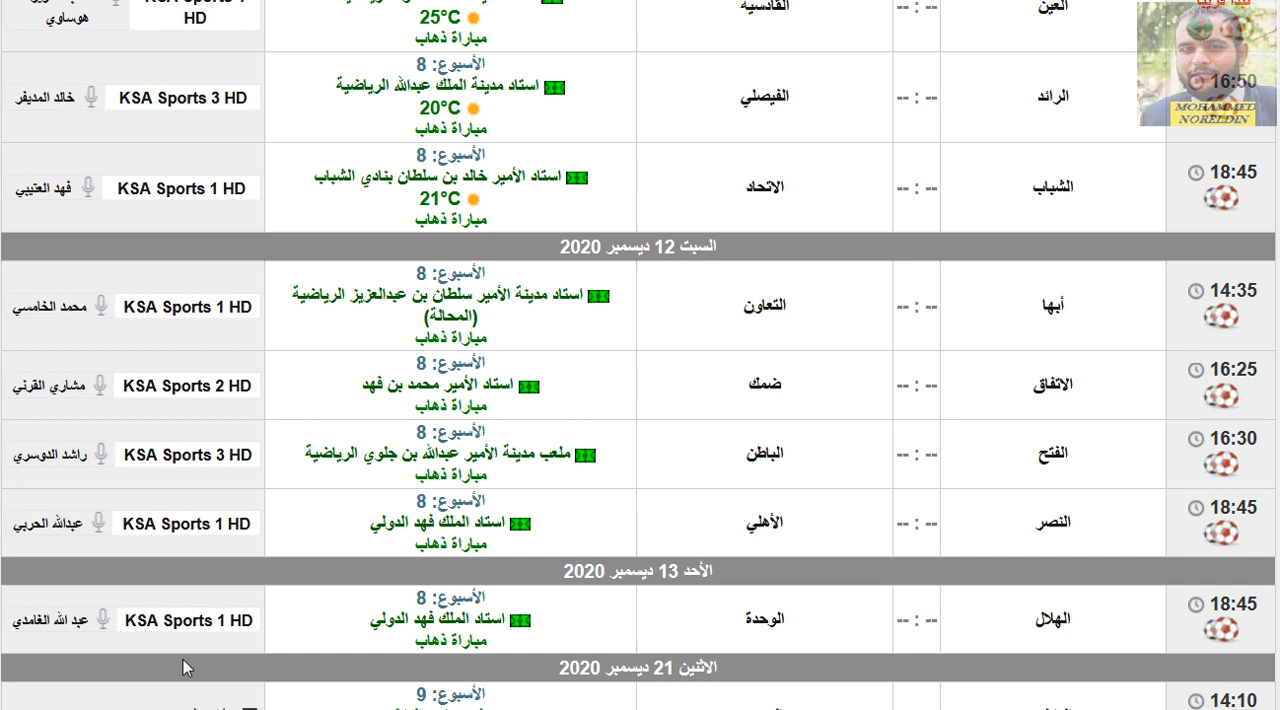 العين -- : -- القادسية KSA Sports 1 HD
25°C
هوساوي
مباراة ذهاب
16:50 الرائد -- : -- الفيصلي
الأسبوع: 8
استاد مدينة الملك عبدالله الرياضية
20°C
مباراة ذهاب
KSA Sports 3 HD خالد المديفر
MOHAMMED
NORELDIN
18:45 الشباب -- : -- الاتحاد
الأسبوع: 8
استاد الأمير خالد بن سلطان بنادي الشباب
21°C
مباراة ذهاب
KSA Sports 1 HD فهد العتيبي
السبت 12 ديسمبر 2020
14:35 أبها -- : -- التعاون
الأسبوع: 8
استاد مدينة الأمير سلطان بن عبدالعزيز الرياضية
(المحالة)
مباراة ذهاب
KSA Sports 1 HD محمد الخامسي
16:25 الاتفاق -- : -- ضمك
الأسبوع: 8
استاد الأمير محمد بن فهد
مباراة ذهاب
KSA Sports 2 HD مشاري القرني
16:30 الفتح -- : -- الباطن
الأسبوع: 8
ملعب مدينة الأمير عبدالله بن جلوي الرياضية
مباراة ذهاب
KSA Sports 3 HD راشد الدوسري
18:45 النصر -- : -- الأهلي
الأسبوع: 8
استاد الملك فهد الدولي
مباراة ذهاب
KSA Sports 1 HD عبدالله الحربي
الأحد 13 ديسمبر 2020
18:45 الهلال -- : -- الوحدة
الأسبوع: 8
استاد الملك فهد الدولي
مباراة ذهاب
KSA Sports 1 HD عبد الله الغامدي
الاثنين 21 ديسمبر 2020
14:10
الأسبوع: 9